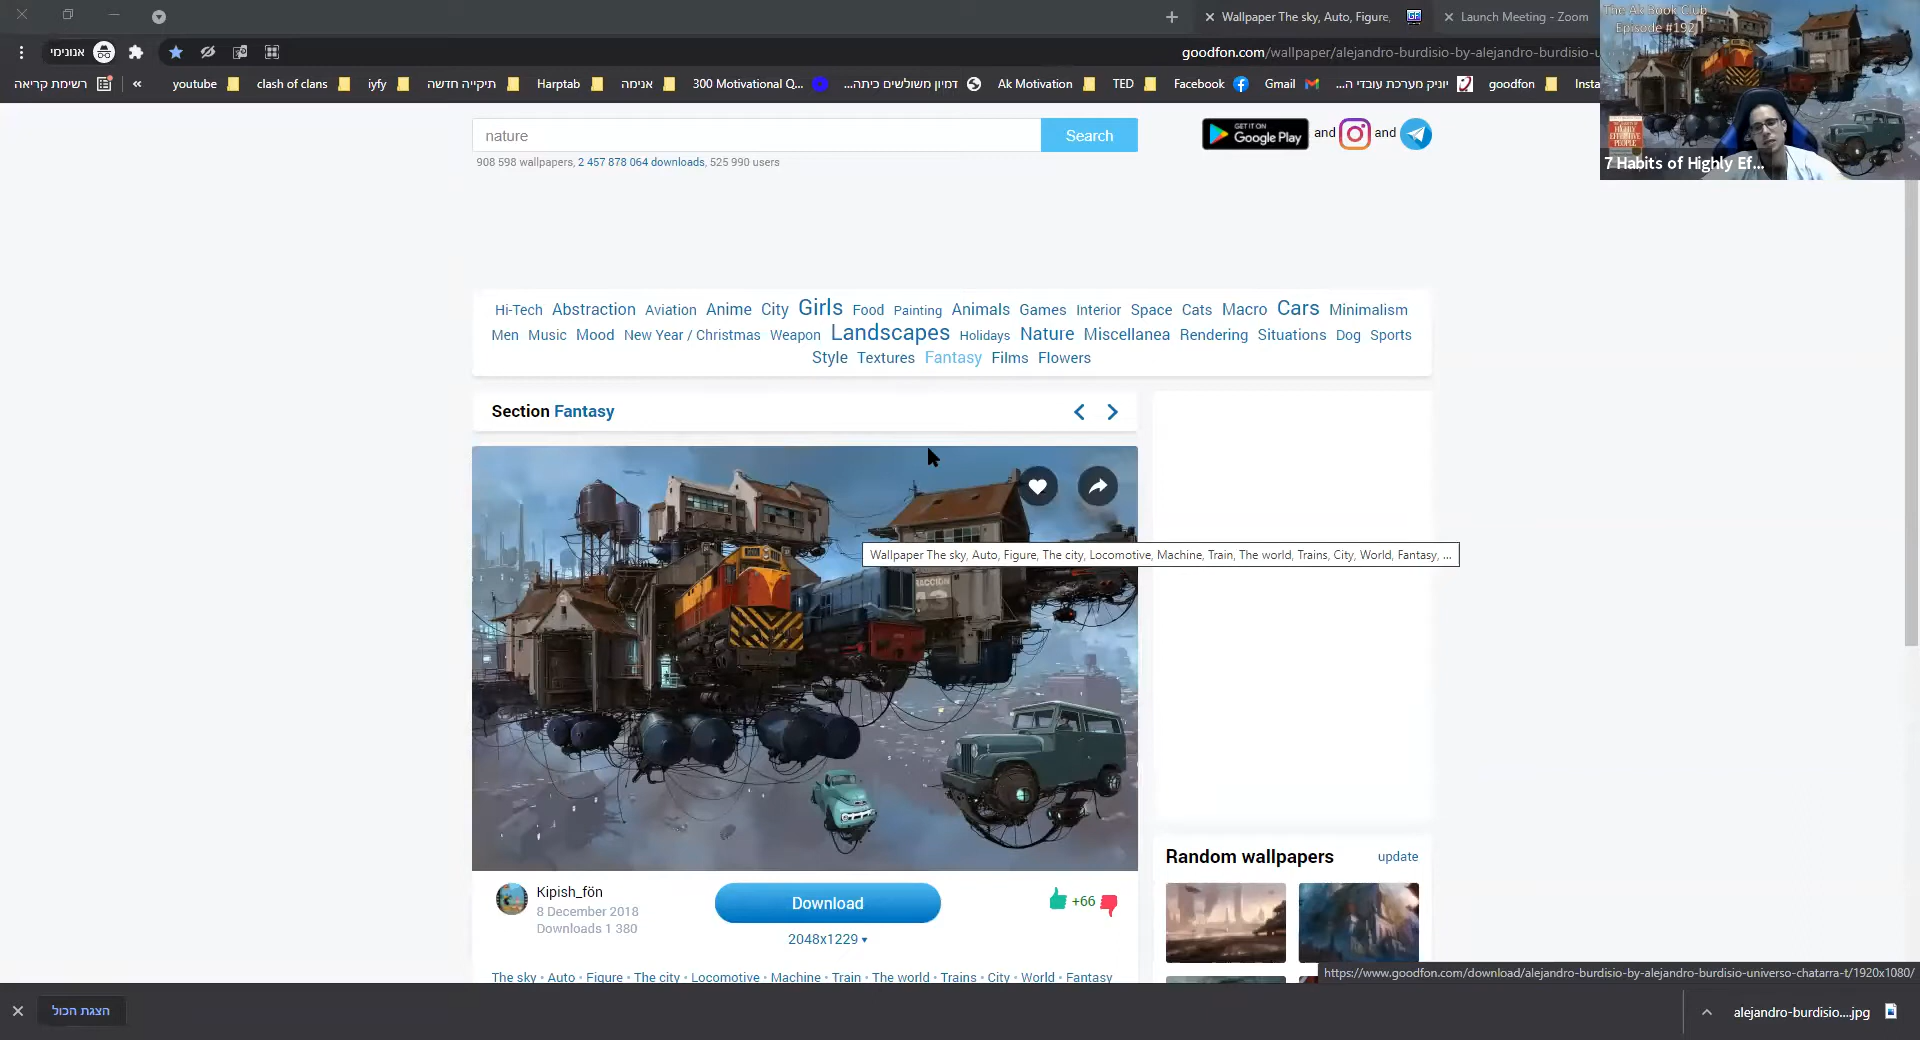 Wallpaper The sky, Auto, Figure,
Launch Meeting - Zoom
The Ak Book Club
Episode #192
אנונימי
goodfon.com/wallpaper/alejandro-burdisio-by-alejandro-burdisio-u
רשימת קריאה
«
youtube
clash of clans
iyfy
תיקייה חדשה
Harptab
אנימה
300 Motivational Q...
דמיון משולשים כיתה...
Ak Motivation
TED
Facebook
Gmail
יוניק מערכת עובדי ה...
goodfon
Insta
HIGHLY
EFFECTIVE
PEOPLE
7 Habits of Highly Ef...
nature
Search
GET IT ON
Google Play
and
and
908 598 wallpapers, 2 457 878 064 downloads, 525 990 users
Hi-Tech Abstraction Aviation Anime City Girls Food Painting Animals Games Interior Space Cats Macro Cars Minimalism
Men Music Mood New Year / Christmas Weapon Landscapes Holidays Nature Miscellanea Rendering Situations Dog Sports
Style Textures Fantasy Films Flowers
Section Fantasy
Wallpaper The sky, Auto, Figure, The city, Locomotive, Machine, Train, The world, Trains, City, World, Fantasy, ...
Kipish_fön
8 December 2018
Downloads 1 380
Download
2048x1229
+66
Random wallpapers
update
The sky • Auto • Figure • The city • Locomotive • Machine • Train • The world • Trains • City • World • Fantasy
https://www.goodfon.com/download/alejandro-burdisio-by-alejandro-burdisio-universo-chatarra-t/1920x1080/
הצגת הכול
alejandro-burdisio....jpg